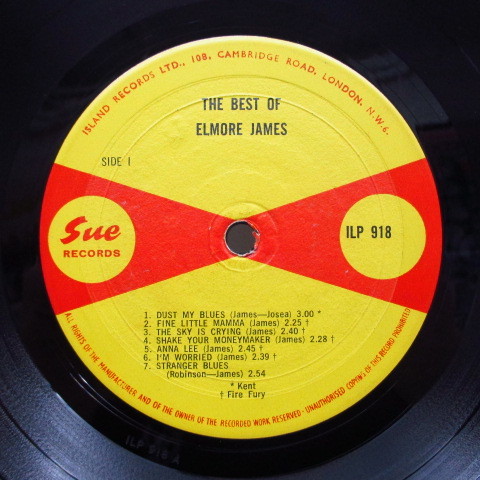 ISLAND RECORDS LTD., 108, CAMBRIDGE ROAD, LONDON, N.W.6.
THE BEST OF
ELMORE JAMES
SIDE I
Sue
RECORDS
ILP 918
1. DUST MY BLUES (James—Josea) 3.00 *
2. FINE LITTLE MAMMA (James) 2.25 †
3. THE SKY IS CRYING (James) 2.40 †
4. SHAKE YOUR MONEYMAKER (James) 2.28 †
5. ANNA LEE (James) 2.45 †
6. I'M WORRIED (James) 2.39 †
7. STRANGER BLUES
(Robinson—James) 2.54
* Kent
† Fire Fury
ALL RIGHTS OF THE MANUFACTURER AND OF THE OWNER OF THE RECORDED WORK RESERVED - UNAUTHORISED COPYING OF THIS RECORD PROHIBITED
ILP 918 A